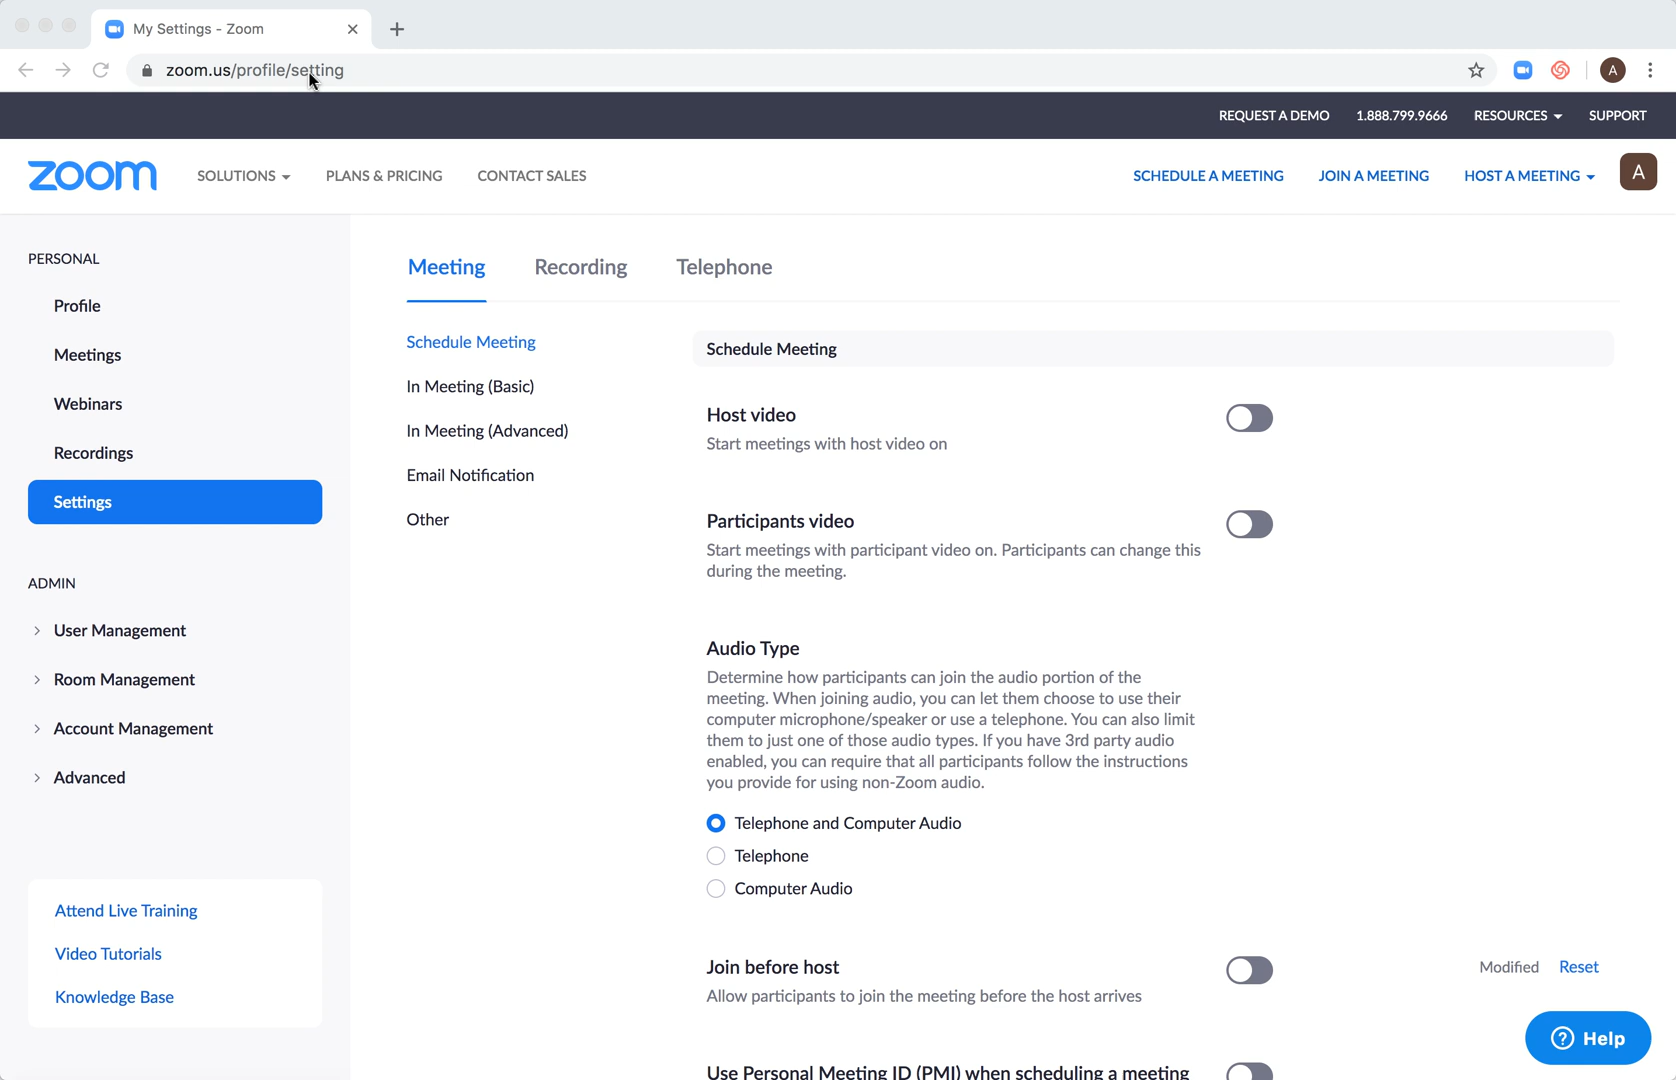 My Settings - Zoom
zoom.us/profile/setting
A
REQUEST A DEMO
1.888.799.9666
RESOURCES
SUPPORT
zoom
SOLUTIONS
PLANS & PRICING
CONTACT SALES
SCHEDULE A MEETING
JOIN A MEETING
HOST A MEETING
A
PERSONAL
Profile
Meetings
Webinars
Recordings
Settings
ADMIN
User Management
Room Management
Account Management
Advanced
Attend Live Training
Video Tutorials
Knowledge Base
Meeting
Recording
Telephone
Schedule Meeting
In Meeting (Basic)
In Meeting (Advanced)
Email Notification
Other
Schedule Meeting
Host video
Start meetings with host video on
Participants video
Start meetings with participant video on. Participants can change this
during the meeting.
Audio Type
Determine how participants can join the audio portion of the
meeting. When joining audio, you can let them choose to use their
computer microphone/speaker or use a telephone. You can also limit
them to just one of those audio types. If you have 3rd party audio
enabled, you can require that all participants follow the instructions
you provide for using non-Zoom audio.
Telephone and Computer Audio
Telephone
Computer Audio
Join before host
Modified
Reset
Allow participants to join the meeting before the host arrives
Use Personal Meeting ID (PMI) when scheduling a meeting
? Help